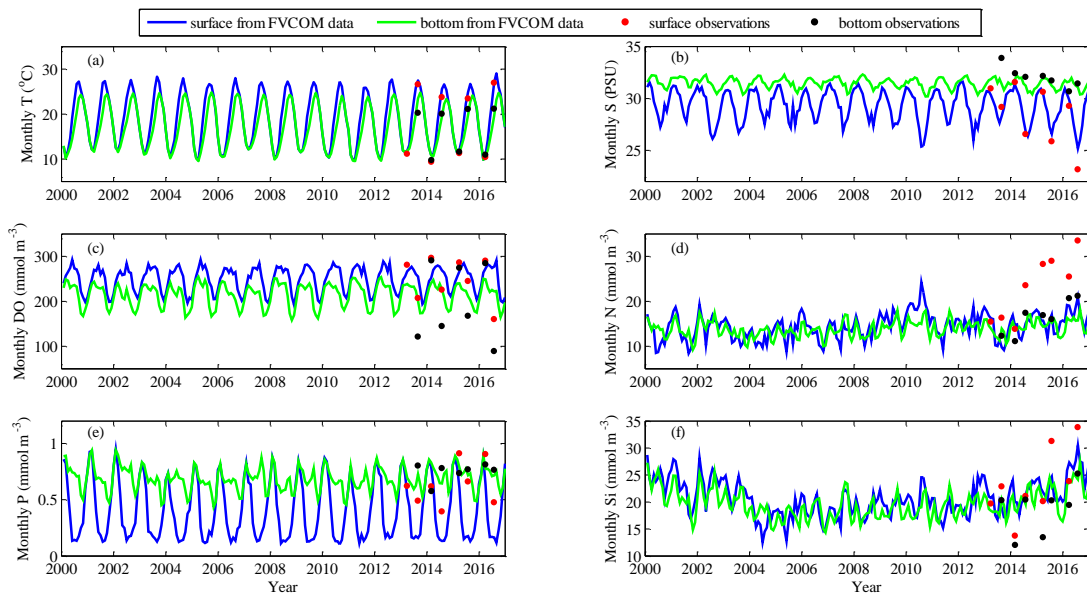 surface from FVCOM data bottom from FVCOM data surface observations bottom observations
(a)
Monthly T (°C)
30
20
10
2000 2002 2004 2006 2008 2010 2012 2014 2016
(b)
Monthly S (PSU)
35
30
25
2000 2002 2004 2006 2008 2010 2012 2014 2016
(c)
Monthly DO (mmol m⁻³)
300
200
100
2000 2002 2004 2006 2008 2010 2012 2014 2016
(d)
Monthly N (mmol m⁻³)
30
20
10
2000 2002 2004 2006 2008 2010 2012 2014 2016
(e)
Monthly P (mmol m⁻³)
1
0.5
0
2000 2002 2004 2006 2008 2010 2012 2014 2016
Year
(f)
Monthly Si (mmol m⁻³)
35
30
25
20
15
10
2000 2002 2004 2006 2008 2010 2012 2014 2016
Year